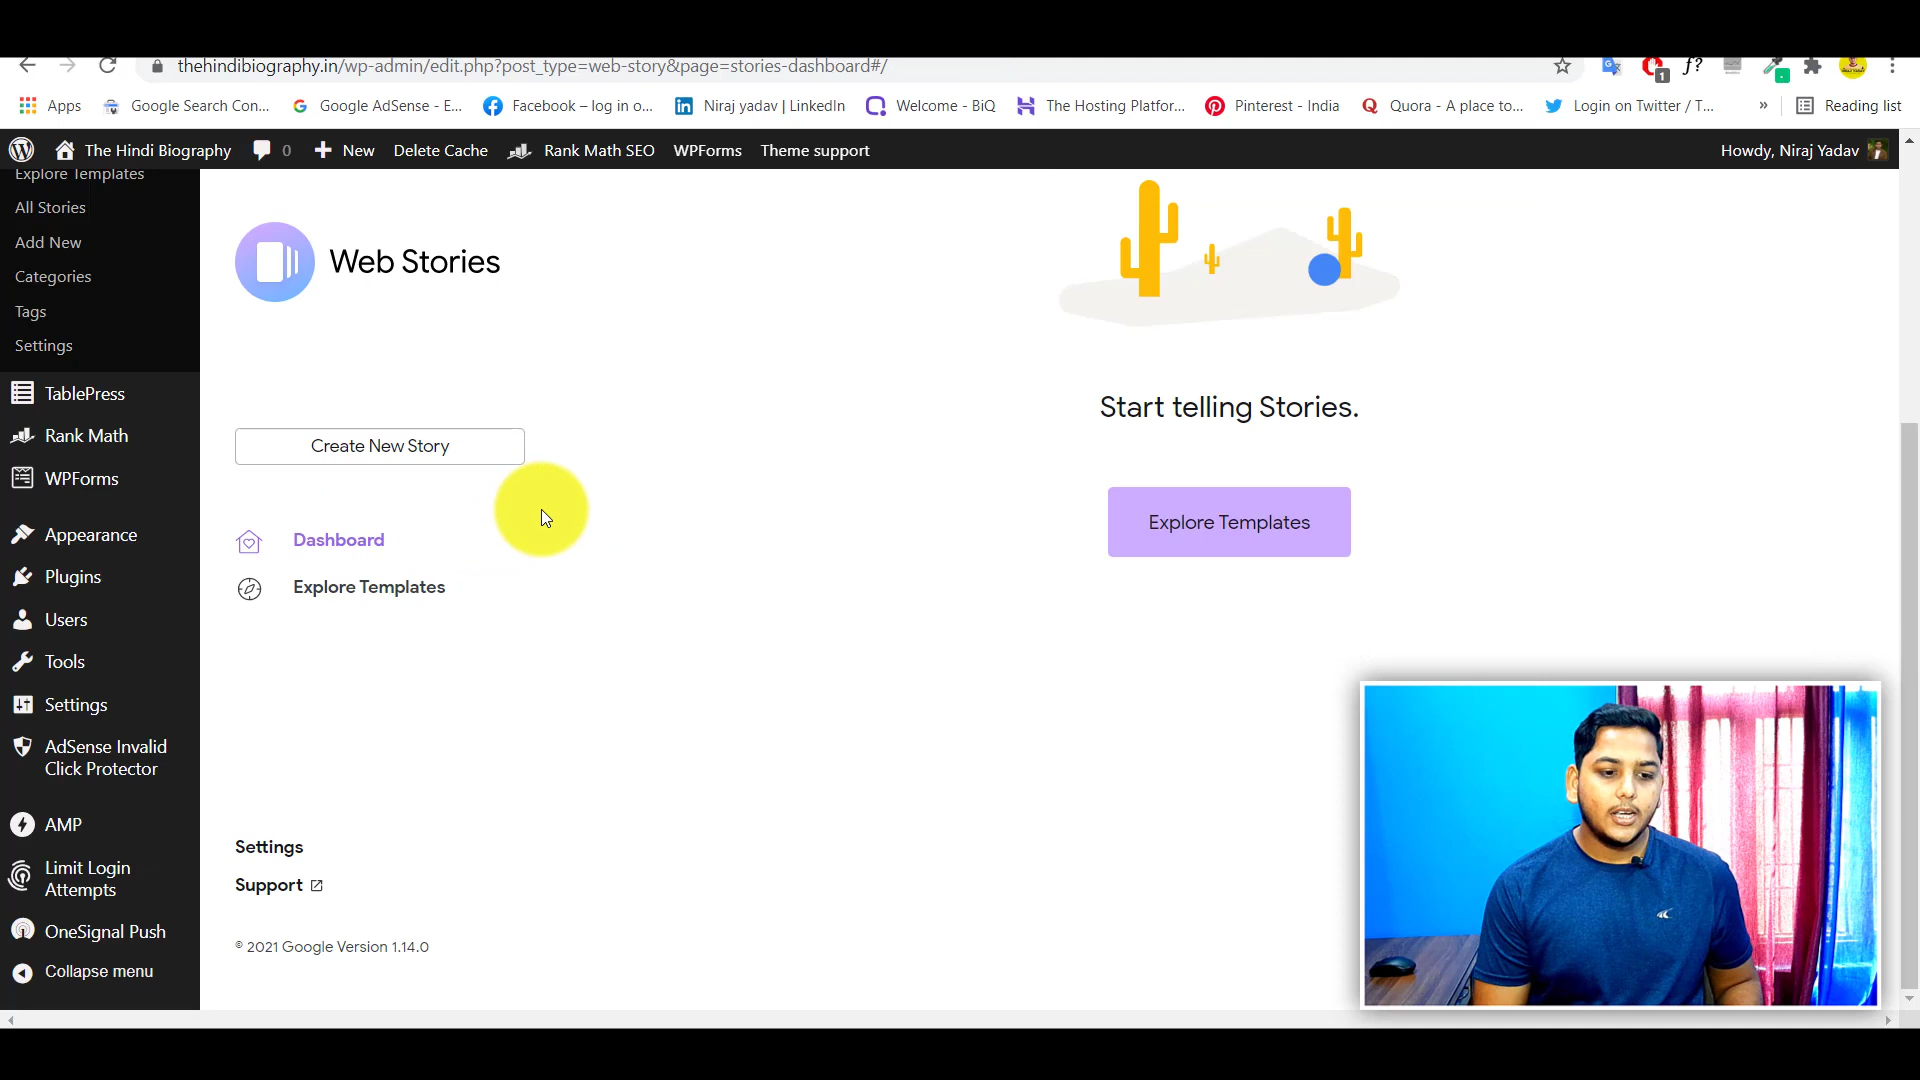 thehindibiography.in/wp-admin/edit.php?post_type=web-story&page=stories-dashboard#/
1
f?
Apps
Google Search Con...
Google AdSense - E...
Facebook – log in o...
Niraj yadav | LinkedIn
Welcome - BiQ
The Hosting Platfor...
Pinterest - India
Quora - A place to...
Login on Twitter / T...
»
Reading list
The Hindi Biography
0
New
Delete Cache
Rank Math SEO
WPForms
Theme support
Howdy, Niraj Yadav
Explore Templates
All Stories
Add New
Categories
Tags
Settings
TablePress
Rank Math
WPForms
Appearance
Plugins
Users
Tools
Settings
AdSense Invalid
Click Protector
AMP
Limit Login
Attempts
OneSignal Push
Collapse menu
Web Stories
Create New Story
Dashboard
Explore Templates
Settings
Support
© 2021 Google Version 1.14.0
Start telling Stories.
Explore Templates